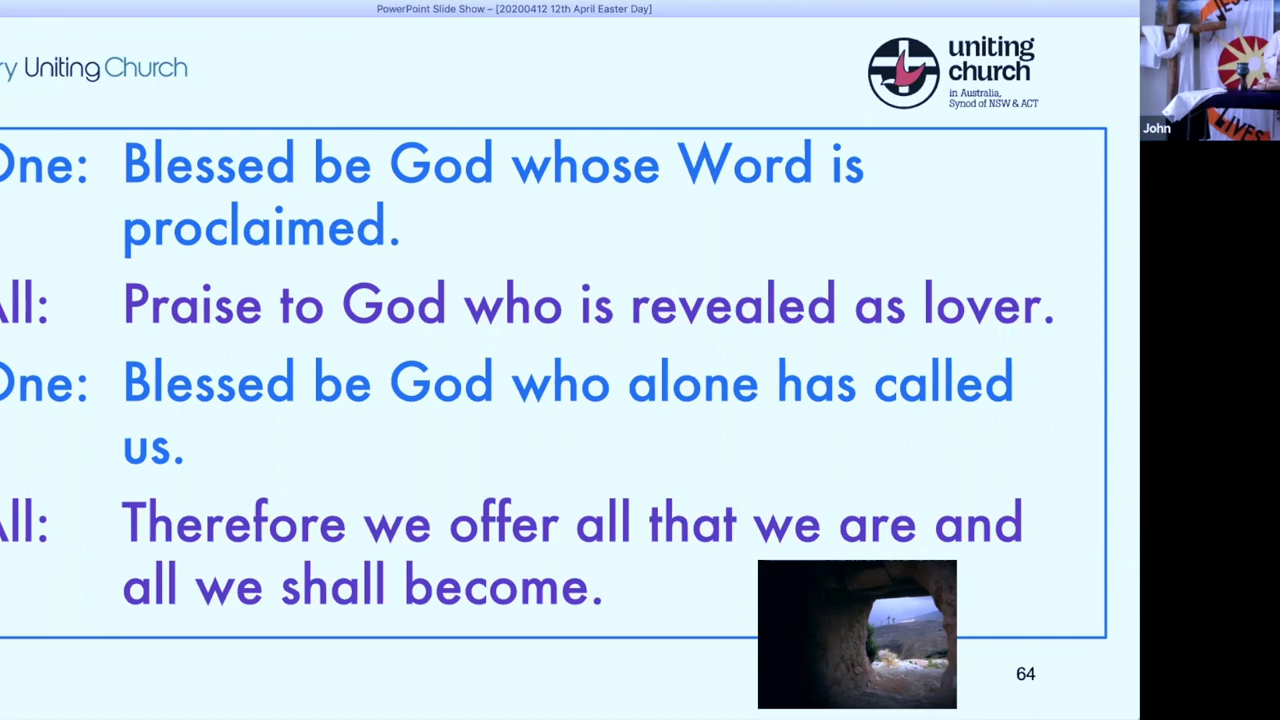 PowerPoint Slide Show – [20200412 12th April Easter Day]
ry Uniting Church
uniting
church
in Australia,
Synod of NSW & ACT
One: Blessed be God whose Word is
proclaimed.
All: Praise to God who is revealed as lover.
One: Blessed be God who alone has called
us.
All: Therefore we offer all that we are and
all we shall become.
64
LIVES
John